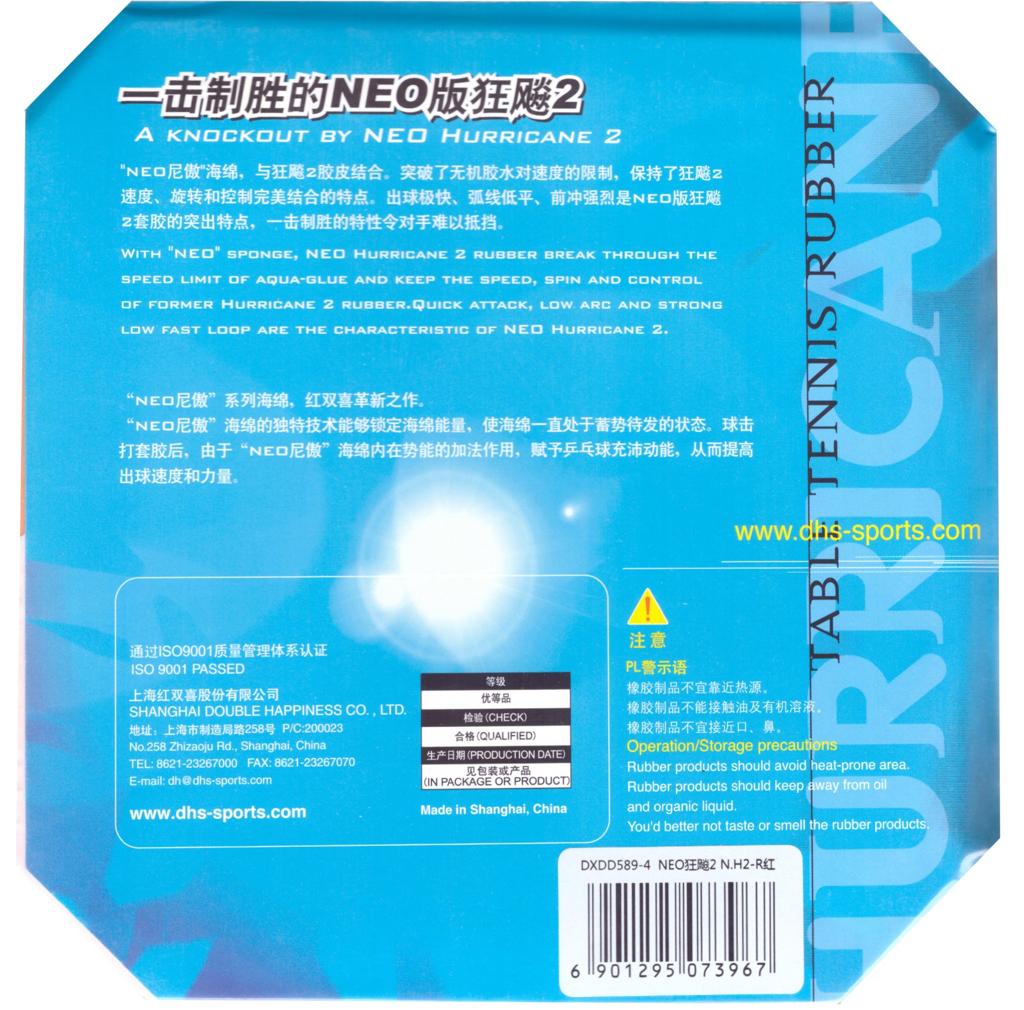 一击制胜的NEO版狂飚2
A KNOCKOUT BY NEO HURRICANE 2
"NEO尼傲"海绵，与狂飚2胶皮结合。突破了无机胶水对速度的限制，保持了狂飚2
速度、旋转和控制完美结合的特点。出球极快、弧线低平、前冲强烈是NEO版狂飚
2套胶的突出特点，一击制胜的特性令对手难以抵挡。
WITH "NEO" SPONGE, NEO HURRICANE 2 RUBBER BREAK THROUGH THE
SPEED LIMIT OF AQUA-GLUE AND KEEP THE SPEED, SPIN AND CONTROL
OF FORMER HURRICANE 2 RUBBER.QUICK ATTACK, LOW ARC AND STRONG
LOW FAST LOOP ARE THE CHARACTERISTIC OF NEO HURRICANE 2.
“NEO尼傲”系列海绵，红双喜革新之作。
“NEO尼傲”海绵的独特技术能够锁定海绵能量，使海绵一直处于蓄势待发的状态。球击
打套胶后，由于“NEO尼傲”海绵内在势能的加法作用，赋予乒乓球充沛动能，从而提高
出球速度和力量。
www.dhs-sports.com
TABLE TENNIS RUBBER
HURRICANE
通过ISO9001质量管理体系认证
ISO 9001 PASSED
上海红双喜股份有限公司
SHANGHAI DOUBLE HAPPINESS CO. , LTD.
地址：上海市制造局路258号 P/C:200023
No.258 Zhizaoju Rd., Shanghai, China
TEL: 8621-23267000 FAX: 8621-23267070
E-mail: dh@dhs-sports.com
www.dhs-sports.com
等级
优等品
检验(CHECK)
合格(QUALIFIED)
生产日期(PRODUCTION DATE)
见包装或产品
(IN PACKAGE OR PRODUCT)
Made in Shanghai, China
注意
PL警示语
橡胶制品不宜靠近热源。
橡胶制品不能接触油及有机溶液。
橡胶制品不宜接近口、鼻。
Operation/Storage precautions
Rubber products should avoid heat-prone area.
Rubber products should keep away from oil
and organic liquid.
You'd better not taste or smell the rubber products.
DXDD589-4 NEO狂飚2 N.H2-R红
6 901295 073967